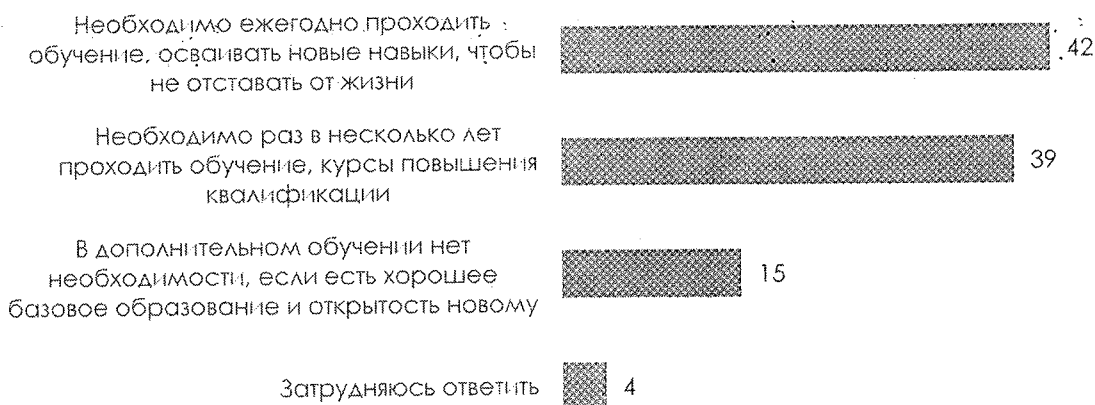 Необходимо ежегодно проходить
обучение, осваивать новые навыки, чтобы
не отставать от жизни
42
Необходимо раз в несколько лет
проходить обучение, курсы повышения
квалификации
39
В дополнительном обучении нет
необходимости, если есть хорошее
базовое образование и открытость новому
15
Затрудняюсь ответить
4